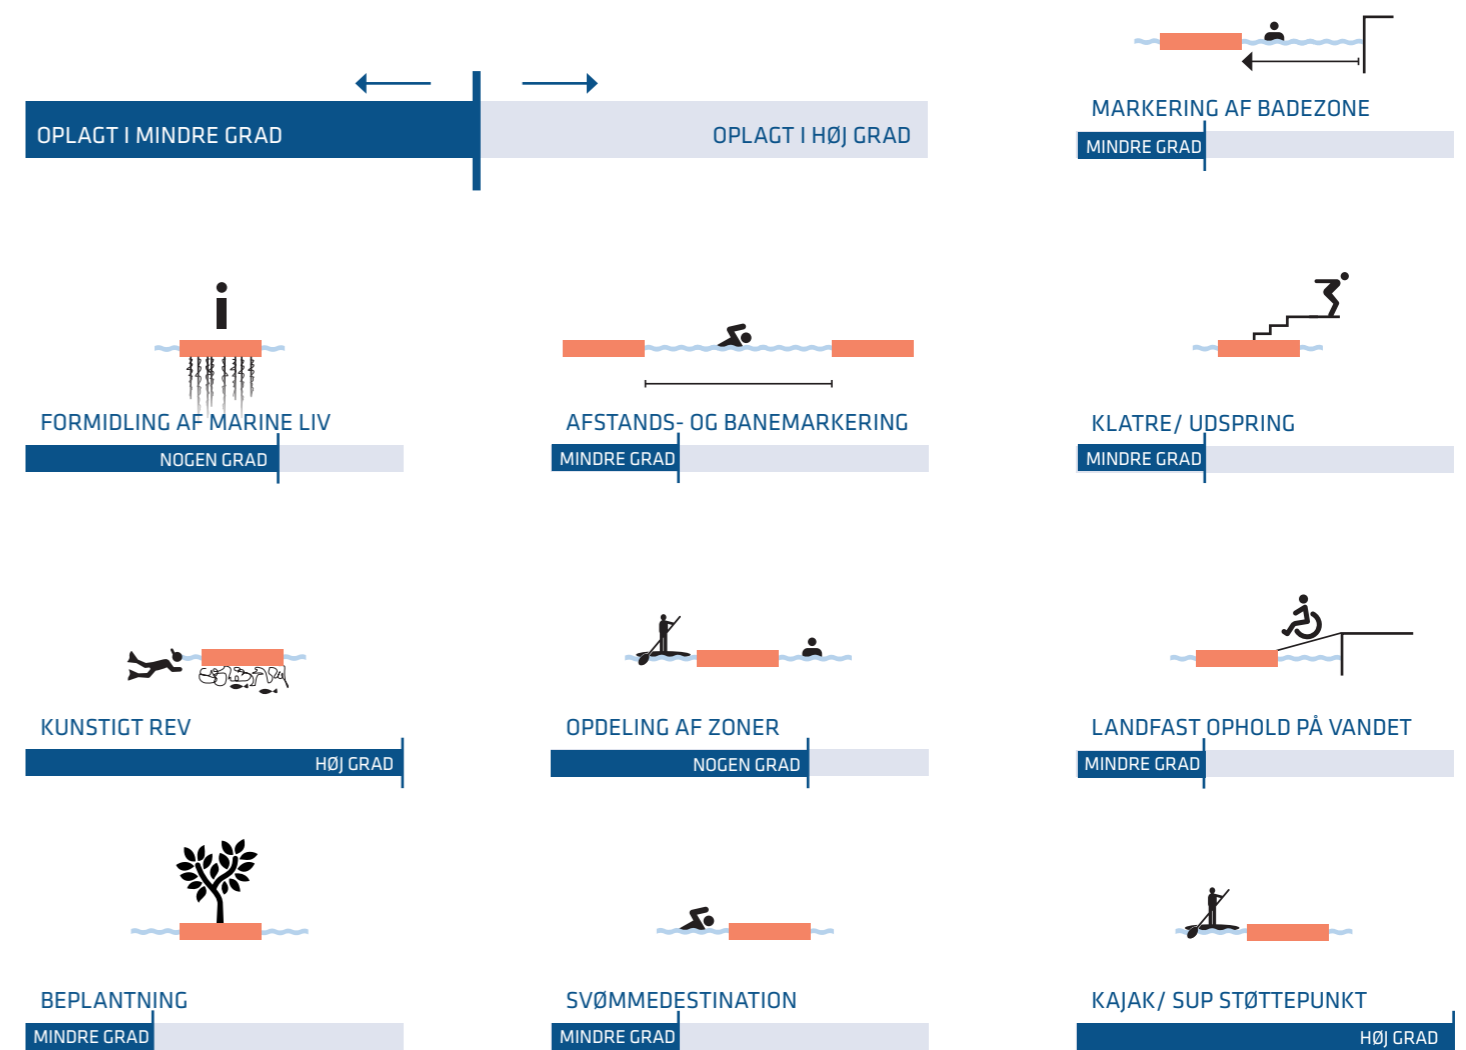 OPLAGT I MINDRE GRAD
OPLAGT I HØJ GRAD
MARKERING AF BADEZONE
MINDRE GRAD
FORMIDLING AF MARINE LIV
NOGEN GRAD
AFSTANDS- OG BANEMARKERING
MINDRE GRAD
KLATRE/ UDSPRING
MINDRE GRAD
KUNSTIGT REV
HØJ GRAD
OPDELING AF ZONER
NOGEN GRAD
LANDFAST OPHOLD PÅ VANDET
MINDRE GRAD
BEPLANTNING
MINDRE GRAD
SVØMMEDESTINATION
MINDRE GRAD
KAJAK/ SUP STØTTEPUNKT
HØJ GRAD